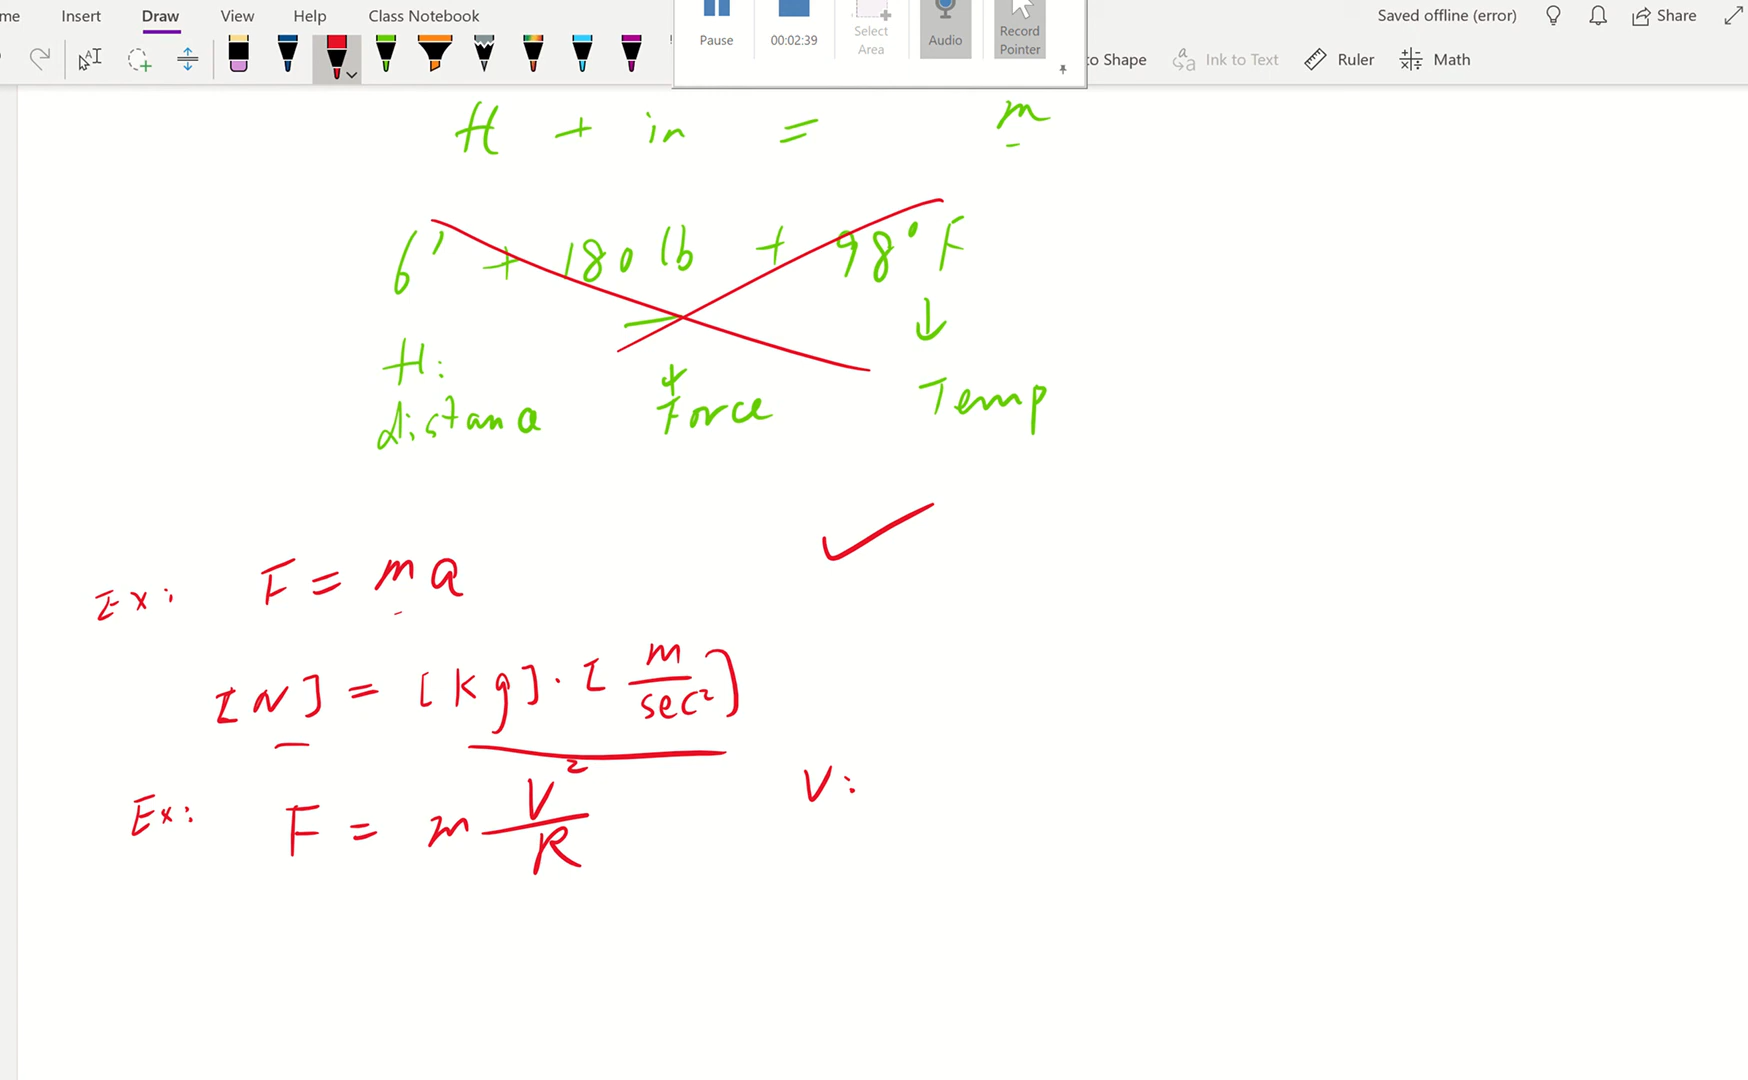 me Insert Draw View Help Class Notebook
Pause 00:02:39 Select Area Audio Record Pointer
Saved offline (error) Share
to Shape Ink to Text Ruler Math
ft + in = m
6' + 180 lb + 98° F
ft: ↓
distance Force Temp
Ex: F = ma
[N] = [kg] · [m/sec²]
Ex: F = m V²/R V: